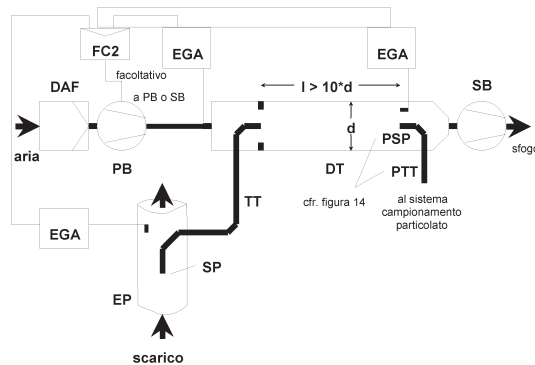 FC2
EGA
EGA
facoltativo
a PB o SB
DAF
l > 10*d
SB
d
aria
PB
PSP
sfogo
DT
PTT
TT
cfr. figura 14
al sistema
campionamento
particolato
EGA
SP
EP
scarico